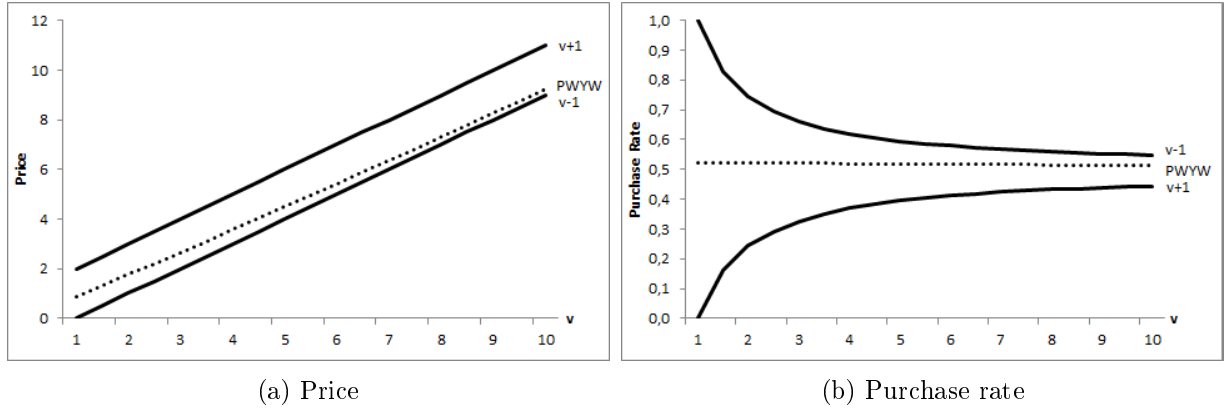 12
10
8
6
4
2
0
Price
v+1
PWYW
v-1
1 2 3 4 5 6 7 8 9 10
v
(a) Price
1,0
0,9
0,8
0,7
0,6
0,5
0,4
0,3
0,2
0,1
0,0
Purchase Rate
v-1
PWYW
v+1
1 2 3 4 5 6 7 8 9 10
v
(b) Purchase rate